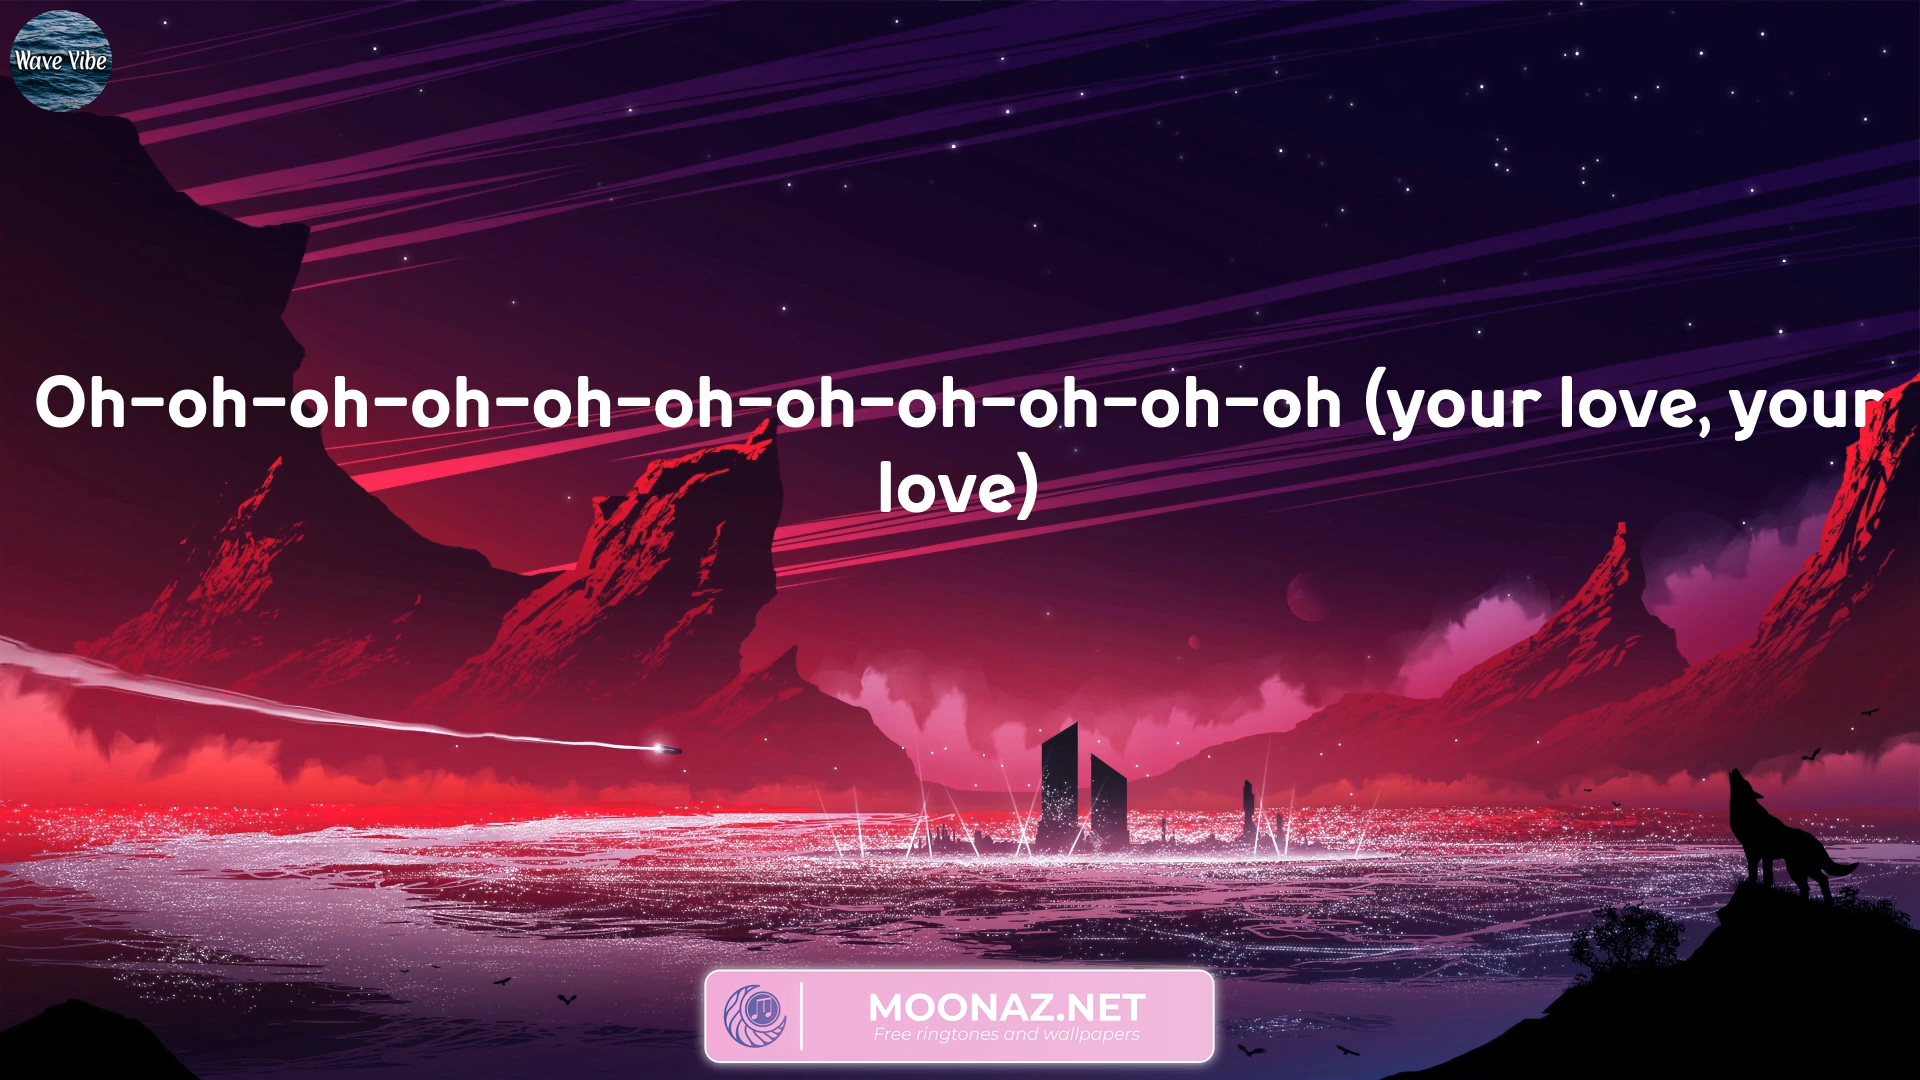 Wave Vibe
Oh-oh-oh-oh-oh-oh-oh-oh-oh-oh-oh (your love, your
love)
MOONAZ.NET
Free ringtones and wallpapers